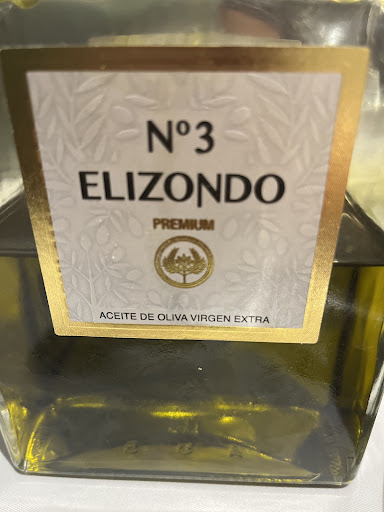 Nº3
ELIZONDO
PREMIUM
ACEITE DE OLIVA VIRGEN EXTRA